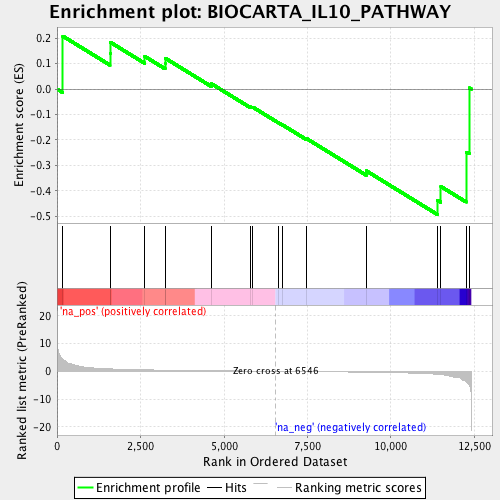 Enrichment plot: BIOCARTA_IL10_PATHWAY
Enrichment score (ES)
0.2
0.1
0.0
-0.1
-0.2
-0.3
-0.4
-0.5
'na_pos' (positively correlated)
Ranked list metric (PreRanked)
20
10
0
-10
-20
Zero cross at 6546
'na_neg' (negatively correlated)
0
2,500
5,000
7,500
10,000
12,500
Rank in Ordered Dataset
Enrichment profile
Hits
Ranking metric scores